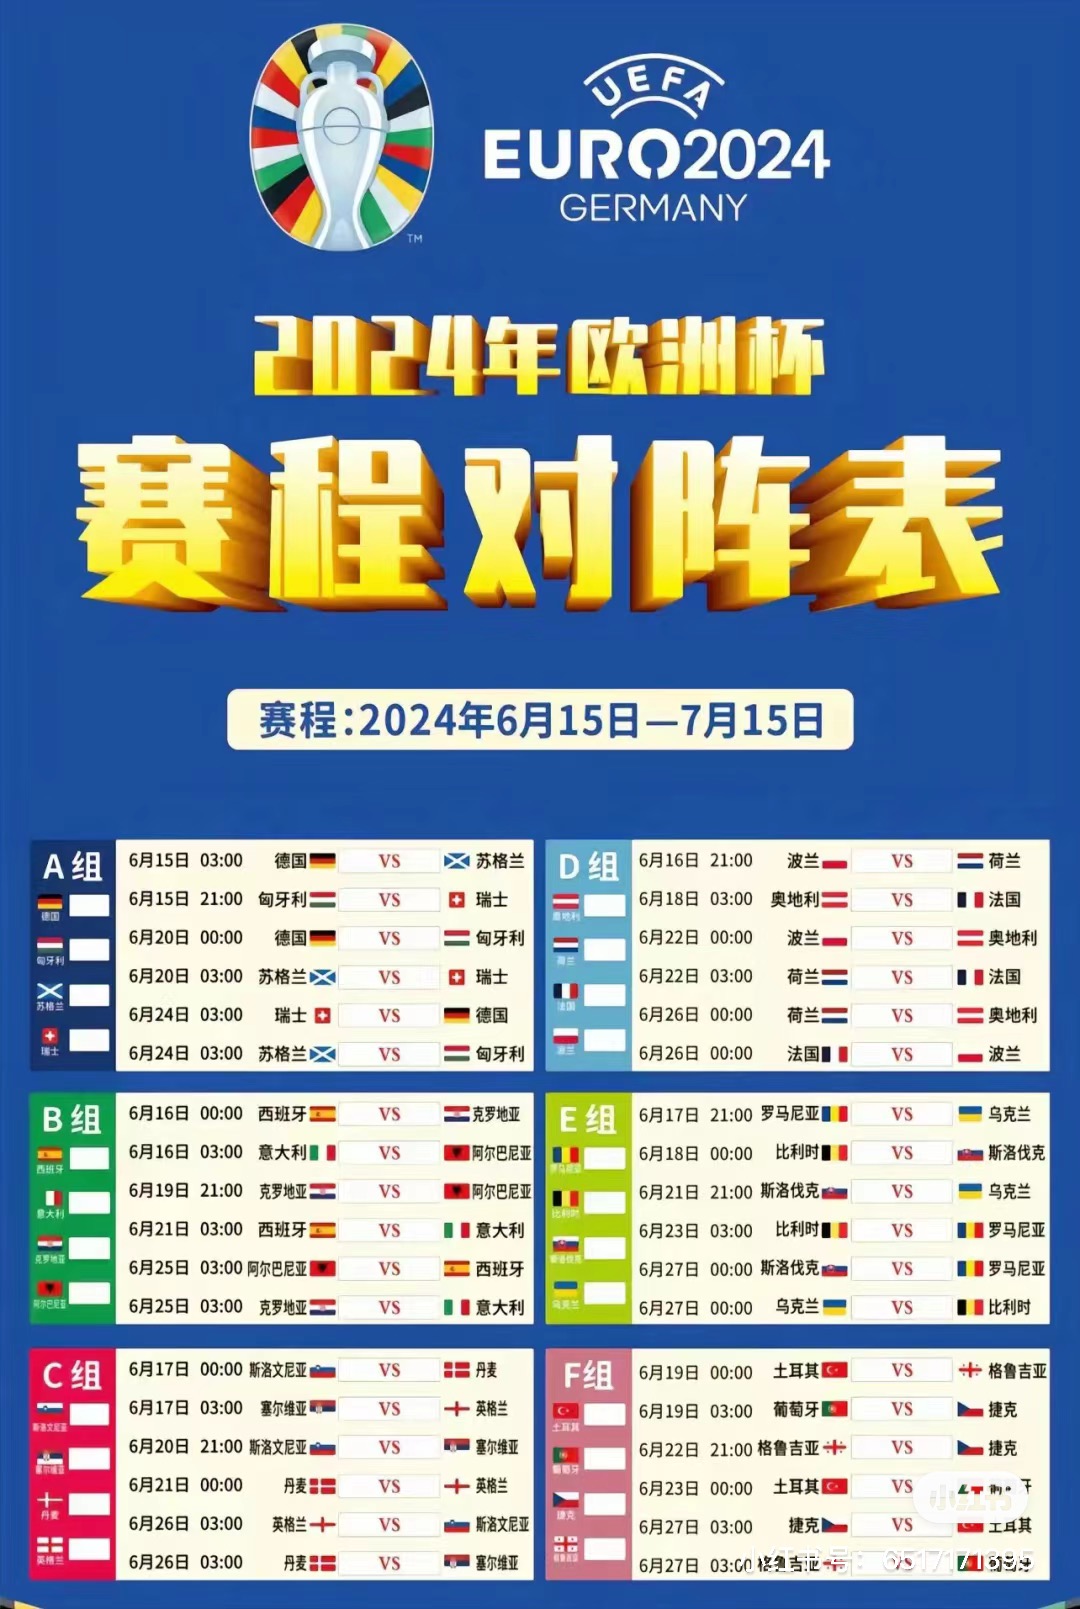 UEFA
EURO2024
GERMANY
TM
2024年欧洲杯
赛程对阵表
赛程:2024年6月15日—7月15日
A 组
德国
匈牙利
苏格兰
瑞士
6月15日 03:00 德国 VS 苏格兰
6月15日 21:00 匈牙利 VS 瑞士
6月20日 00:00 德国 VS 匈牙利
6月20日 03:00 苏格兰 VS 瑞士
6月24日 03:00 瑞士 VS 德国
6月24日 03:00 苏格兰 VS 匈牙利
D 组
奥地利
荷兰
法国
波兰
6月16日 21:00 波兰 VS 荷兰
6月18日 03:00 奥地利 VS 法国
6月22日 00:00 波兰 VS 奥地利
6月22日 03:00 荷兰 VS 法国
6月26日 00:00 荷兰 VS 奥地利
6月26日 00:00 法国 VS 波兰
B 组
西班牙
意大利
克罗地亚
阿尔巴尼亚
6月16日 00:00 西班牙 VS 克罗地亚
6月16日 03:00 意大利 VS 阿尔巴尼亚
6月19日 21:00 克罗地亚 VS 阿尔巴尼亚
6月21日 03:00 西班牙 VS 意大利
6月25日 03:00 阿尔巴尼亚 VS 西班牙
6月25日 03:00 克罗地亚 VS 意大利
E 组
罗马尼亚
比利时
斯洛伐克
乌克兰
6月17日 21:00 罗马尼亚 VS 乌克兰
6月18日 00:00 比利时 VS 斯洛伐克
6月21日 21:00 斯洛伐克 VS 乌克兰
6月23日 03:00 比利时 VS 罗马尼亚
6月27日 00:00 斯洛伐克 VS 罗马尼亚
6月27日 00:00 乌克兰 VS 比利时
C 组
斯洛文尼亚
塞尔维亚
丹麦
英格兰
6月17日 00:00 斯洛文尼亚 VS 丹麦
6月17日 03:00 塞尔维亚 VS 英格兰
6月20日 21:00 斯洛文尼亚 VS 塞尔维亚
6月21日 00:00 丹麦 VS 英格兰
6月26日 03:00 英格兰 VS 斯洛文尼亚
6月26日 03:00 丹麦 VS 塞尔维亚
F组
土耳其
葡萄牙
捷克
格鲁吉亚
6月19日 00:00 土耳其 VS 格鲁吉亚
6月19日 03:00 葡萄牙 VS 捷克
6月22日 21:00 格鲁吉亚 VS 捷克
6月23日 00:00 土耳其 VS 葡萄牙
6月27日 03:00 捷克 VS 土耳其
6月27日 03:00 格鲁吉亚 VS 葡萄牙
小红书
小红书号：6517171395